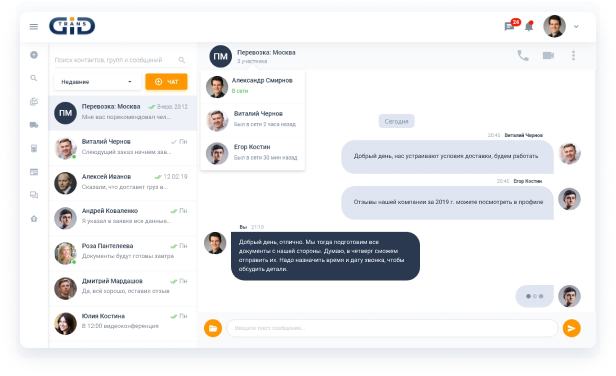 TRANS
GiD
24
Поиск контактов, групп и сообщений
Недавние
ЧАТ
ПМ
Перевозка: Москва
Вчера, 23:12
Мне вас порекомендовал чел...
Виталий Чернов
Пн
Следующий заказ начнем зав...
Алексей Иванов
12.02.19
Сказали, что доставят груз в...
Андрей Коваленко
Пн
Я указал в заявке все данные...
Роза Пантелеева
Пн
Документы будут готовы завтра
Дмитрий Мардашов
Пн
Да, всё хорошо, оставил отзыв
Юлия Костина
Пн
В 12:00 видеоконференция
ПМ
Перевозка: Москва
3 участника
Александр Смирнов
В сети
Виталий Чернов
Был в сети 2 часа назад
Егор Костин
Был в сети 30 мин назад
Сегодня
20:45 Виталий Чернов
Добрый день, нас устраивают условия доставки, будем работать
20:45 Егор Костин
Отзывы нашей компании за 2019 г. можете посмотреть в профиле
Вы 21:10
Добрый день, отлично. Мы тогда подготовим все
документы с нашей стороны. Думаю, в четверг сможем
отправить их. Надо назначить время и дату звонка, чтобы
обсудить детали.
Введите текст сообщения...